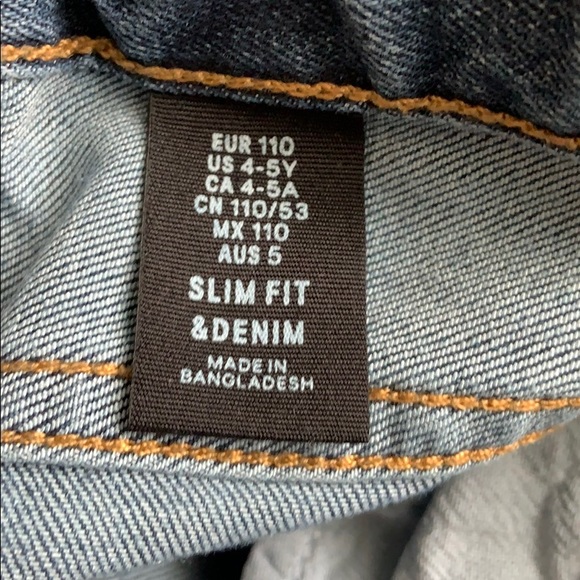 EUR 110
US 4-5Y
CA 4-5A
CN 110/53
MX 110
AUS 5
SLIM FIT
&DENIM
MADE IN
BANGLADESH